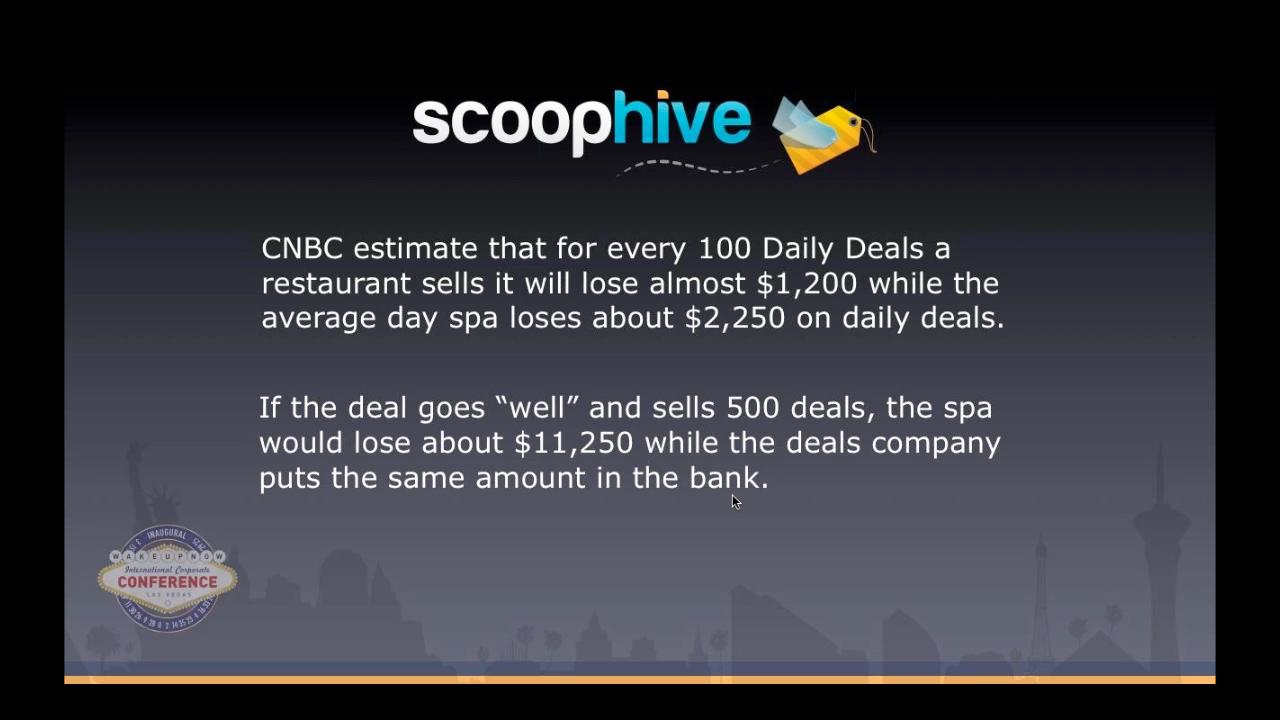 scoophive
CNBC estimate that for every 100 Daily Deals a
restaurant sells it will lose almost $1,200 while the
average day spa loses about $2,250 on daily deals.
If the deal goes “well” and sells 500 deals, the spa
would lose about $11,250 while the deals company
puts the same amount in the bank.
INAUGURAL
WAKEUPNOW
International Corporate
CONFERENCE
LAS VEGAS